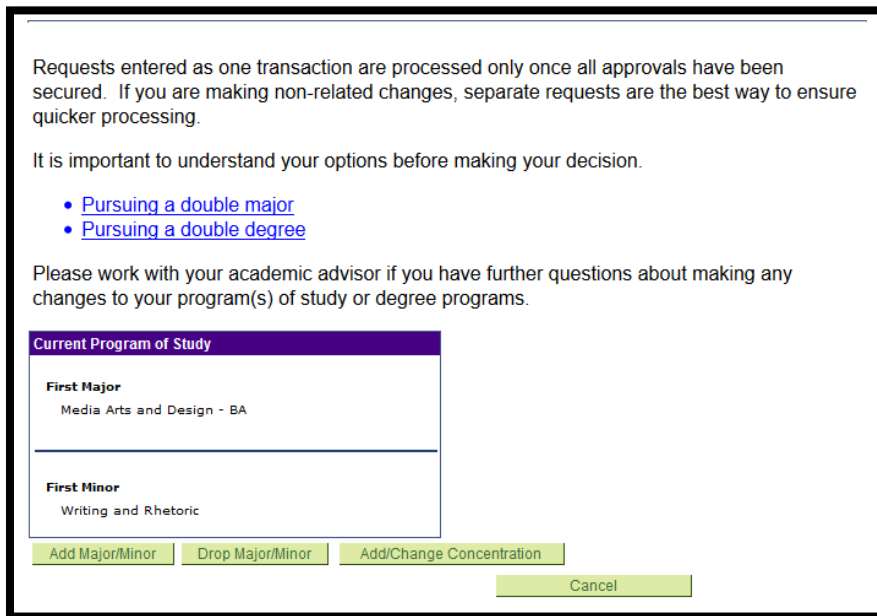 Requests entered as one transaction are processed only once all approvals have been
secured.  If you are making non-related changes, separate requests are the best way to ensure
quicker processing.
It is important to understand your options before making your decision.
• Pursuing a double major
• Pursuing a double degree
Please work with your academic advisor if you have further questions about making any
changes to your program(s) of study or degree programs.
Current Program of Study
First Major
Media Arts and Design - BA
First Minor
Writing and Rhetoric
Add Major/Minor Drop Major/Minor Add/Change Concentration
Cancel